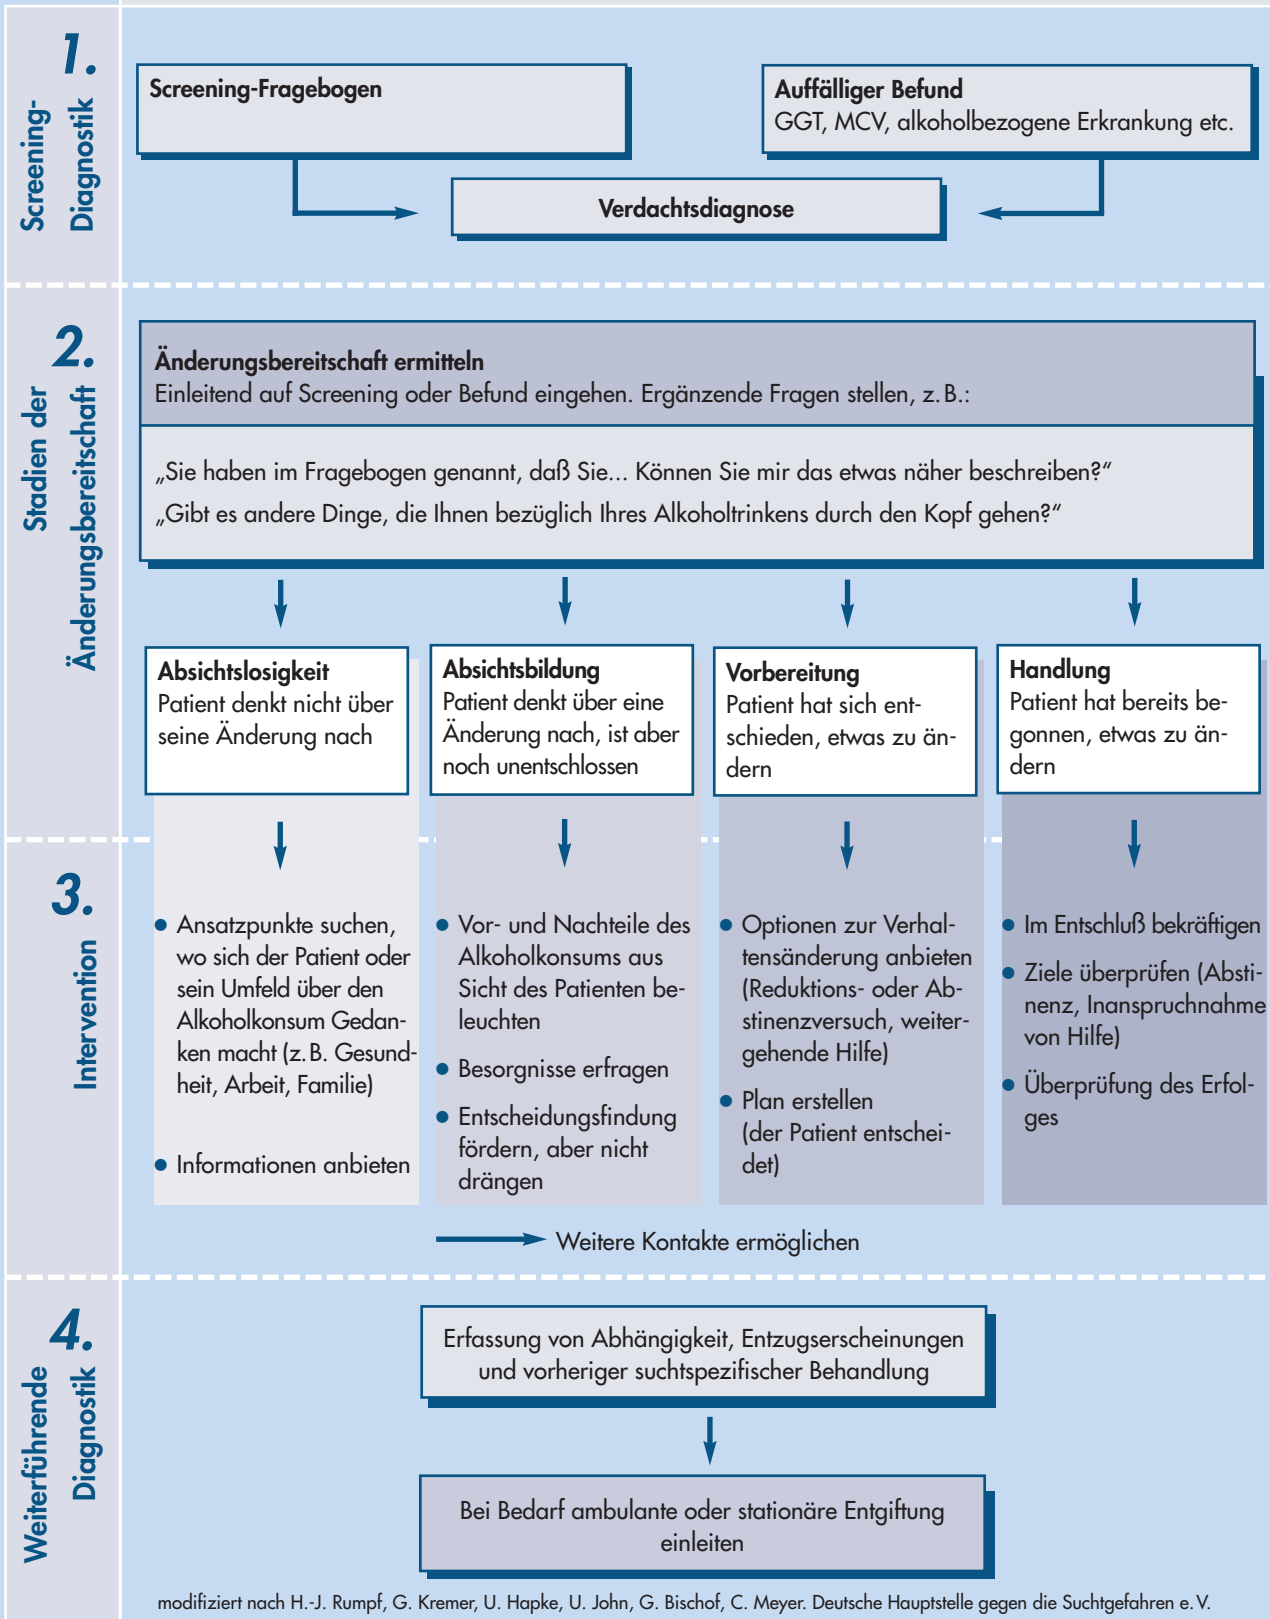 1.
Screening-
Diagnostik
Screening-Fragebogen
Auffälliger Befund
GGT, MCV, alkoholbezogene Erkrankung etc.
Verdachtsdiagnose
2.
Stadien der
Änderungsbereitschaft
Änderungsbereitschaft ermitteln
Einleitend auf Screening oder Befund eingehen. Ergänzende Fragen stellen, z.B.:
„Sie haben im Fragebogen genannt, daß Sie... Können Sie mir das etwas näher beschreiben?“
„Gibt es andere Dinge, die Ihnen bezüglich Ihres Alkoholtrinkens durch den Kopf gehen?“
Absichtslosigkeit
Patient denkt nicht über
seine Änderung nach
Absichtsbildung
Patient denkt über eine
Änderung nach, ist aber
noch unentschlossen
Vorbereitung
Patient hat sich ent-
schieden, etwas zu än-
dern
Handlung
Patient hat bereits be-
gonnen, etwas zu än-
dern
3.
Intervention
• Ansatzpunkte suchen,
wo sich der Patient oder
sein Umfeld über den
Alkoholkonsum Gedan-
ken macht (z.B. Gesund-
heit, Arbeit, Familie)
• Informationen anbieten
• Vor- und Nachteile des
Alkoholkonsums aus
Sicht des Patienten be-
leuchten
• Besorgnisse erfragen
• Entscheidungsfindung
fördern, aber nicht
drängen
• Optionen zur Verhal-
tensänderung anbieten
(Reduktions- oder Ab-
stinenzversuch, weiter-
gehende Hilfe)
• Plan erstellen
(der Patient entschei-
det)
• Im Entschluß bekräftigen
• Ziele überprüfen (Absti-
nenz, Inanspruchnahme
von Hilfe)
• Überprüfung des Erfol-
ges
Weitere Kontakte ermöglichen
4.
Weiterführende
Diagnostik
Erfassung von Abhängigkeit, Entzugserscheinungen
und vorheriger suchtspezifischer Behandlung
Bei Bedarf ambulante oder stationäre Entgiftung
einleiten
modifiziert nach H.-J. Rumpf, G. Kremer, U. Hapke, U. John, G. Bischof, C. Meyer. Deutsche Hauptstelle gegen die Suchtgefahren e.V.